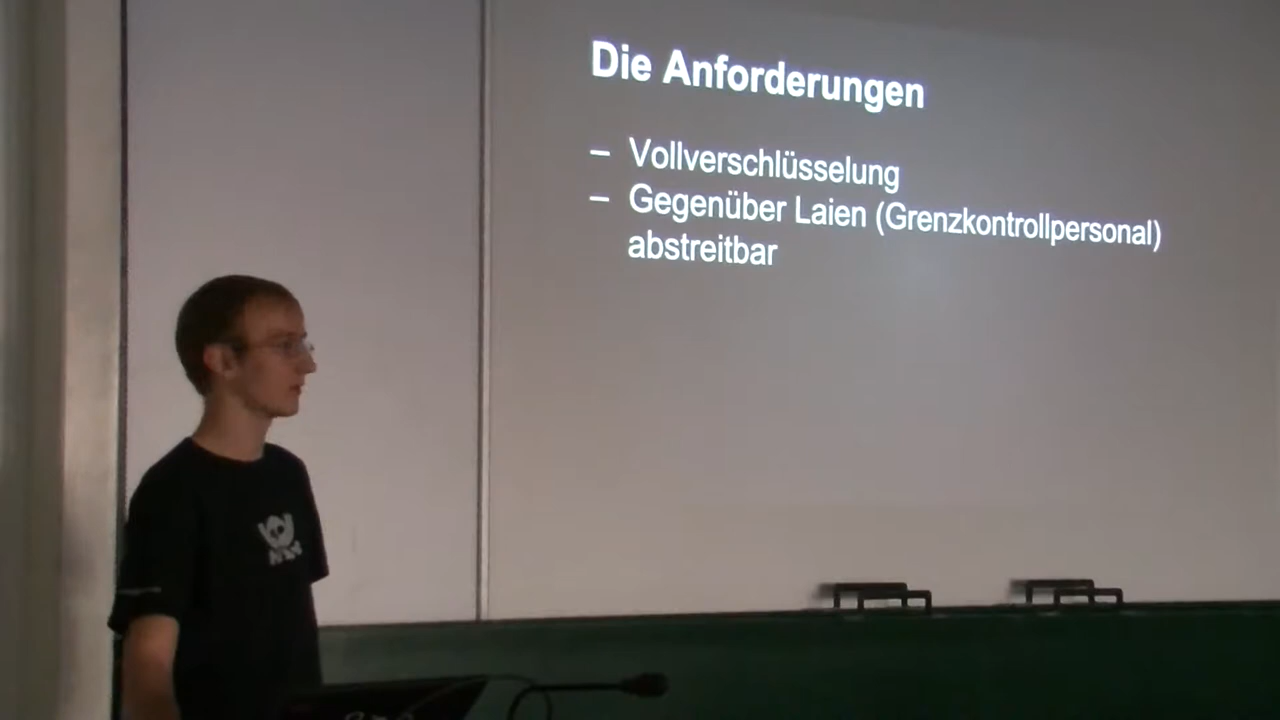 Die Anforderungen
– Vollverschlüsselung
– Gegenüber Laien (Grenzkontrollpersonal)
abstreitbar